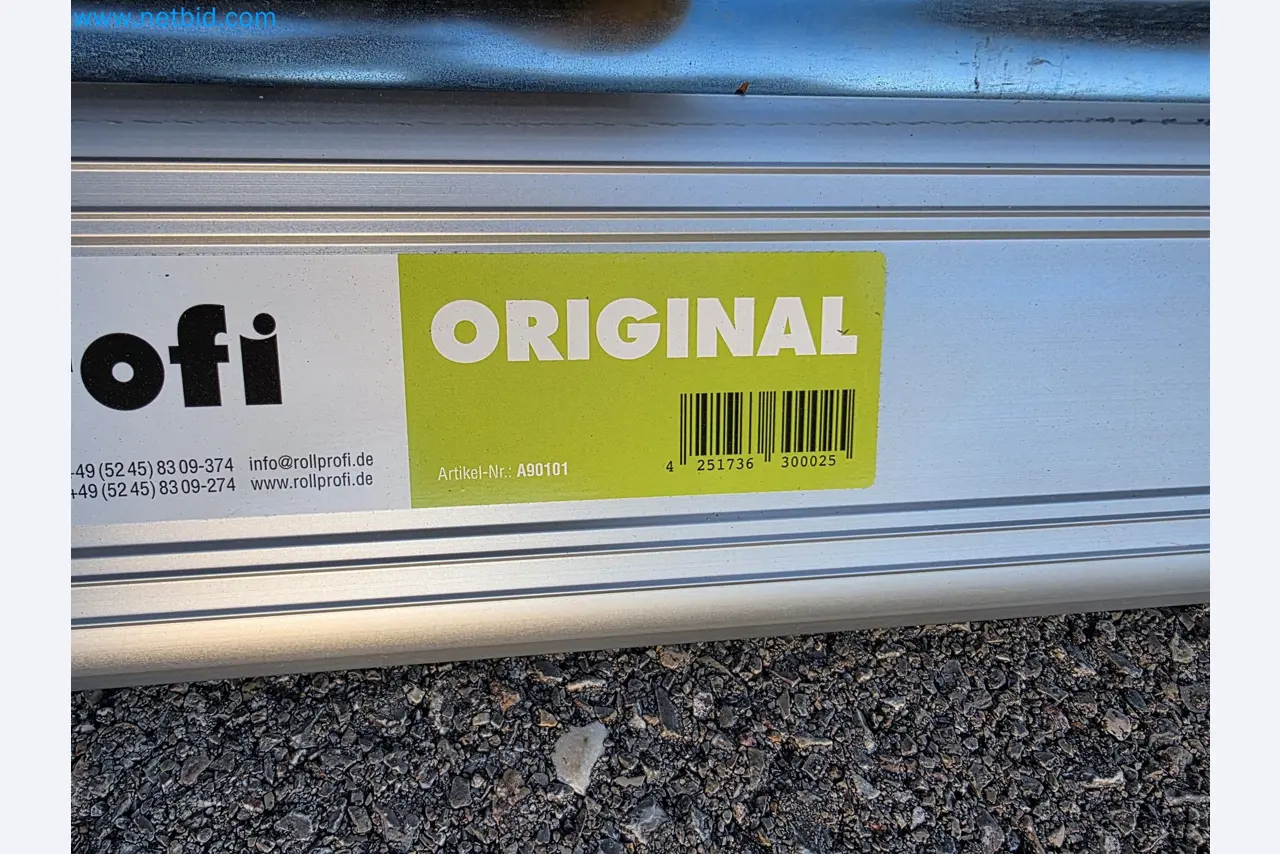 www.netbid.com
ofi
ORIGINAL
+49 (52 45) 83 09-374 info@rollprofi.de
+49 (52 45) 83 09-274 www.rollprofi.de
Artikel-Nr.: A90101
4 251736 300025